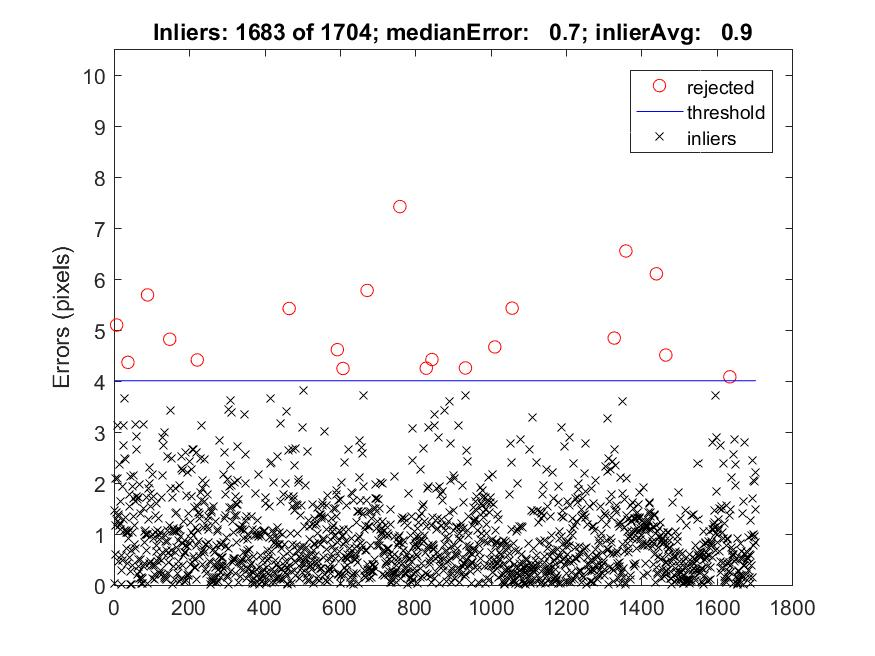 Inliers: 1683 of 1704; medianError:   0.7; inlierAvg:   0.9
rejected
threshold
inliers
Errors (pixels)
10
9
8
7
6
5
4
3
2
1
0
0 200 400 600 800 1000 1200 1400 1600 1800